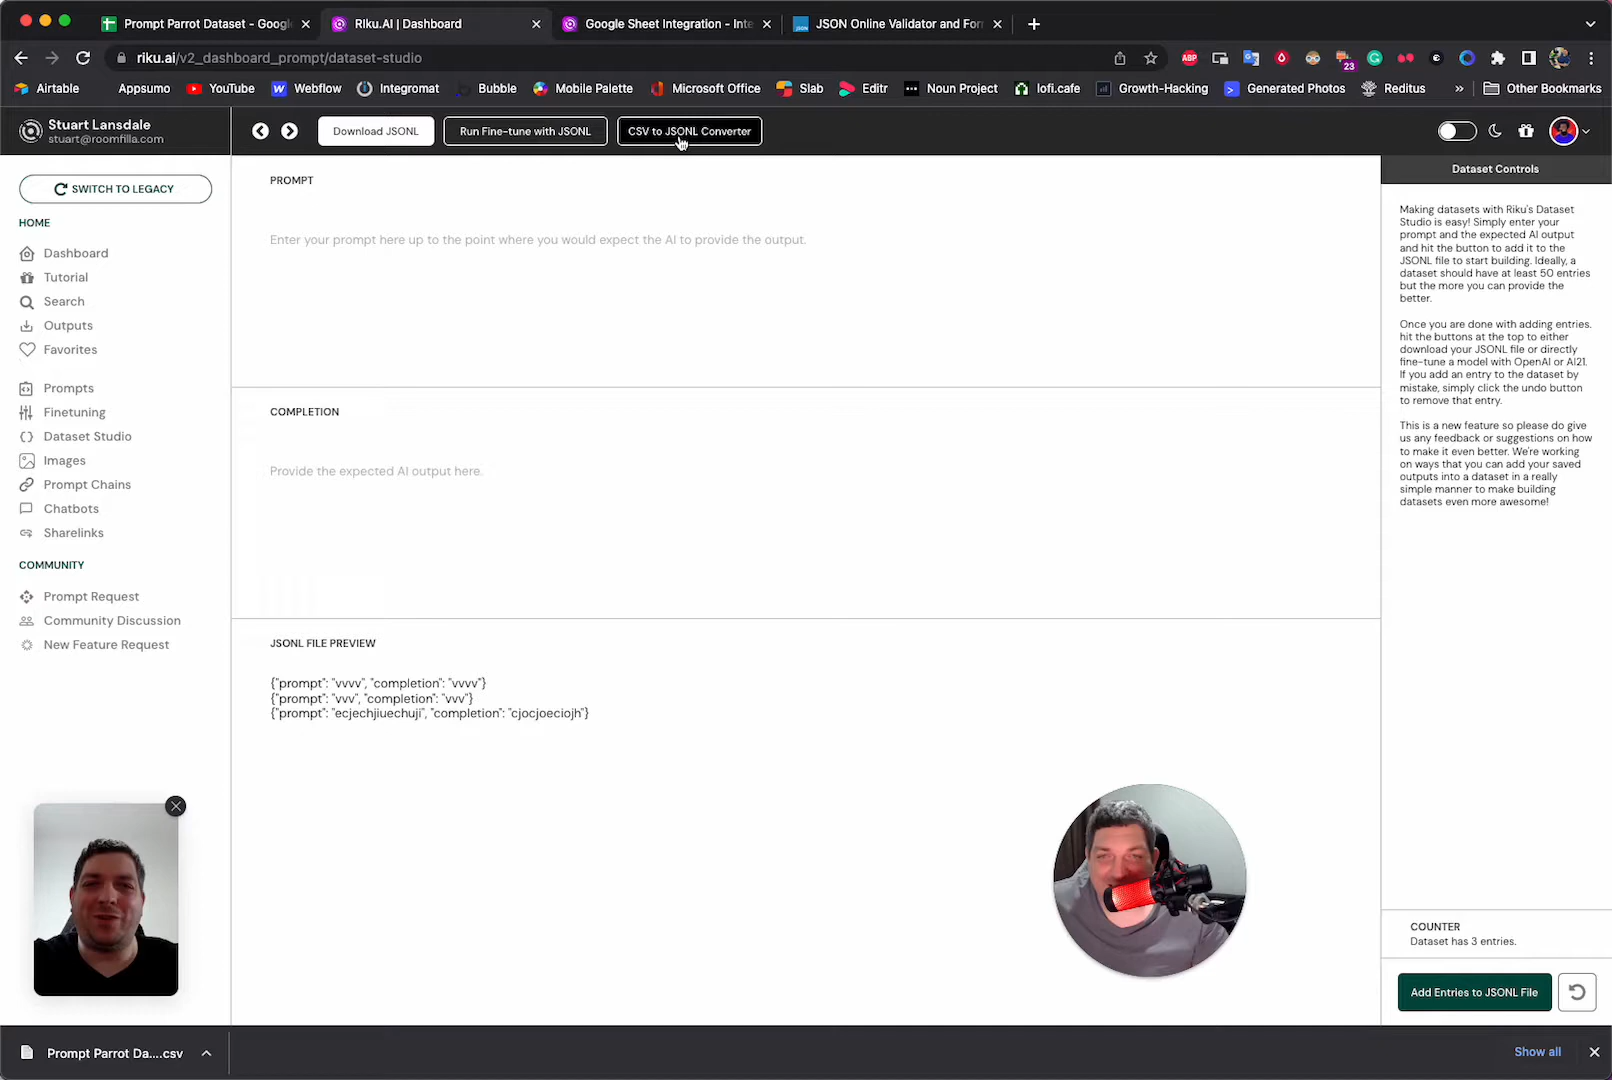 Prompt Parrot Dataset - Google
Riku.AI | Dashboard
Google Sheet Integration - Inte
JSON Online Validator and For
riku.ai/v2_dashboard_prompt/dataset-studio
ABP
23
Airtable
Appsumo
YouTube
Webflow
Integromat
Bubble
Mobile Palette
Microsoft Office
Slab
Editr
Noun Project
lofi.cafe
Growth-Hacking
Generated Photos
Reditus
»
Other Bookmarks
Stuart Lansdale
stuart@roomfilla.com
Download JSONL
Run Fine-tune with JSONL
CSV to JSONL Converter
SWITCH TO LEGACY
HOME
Dashboard
Tutorial
Search
Outputs
Favorites
Prompts
Finetuning
Dataset Studio
Images
Prompt Chains
Chatbots
Sharelinks
COMMUNITY
Prompt Request
Community Discussion
New Feature Request
PROMPT
Enter your prompt here up to the point where you would expect the AI to provide the output.
COMPLETION
Provide the expected AI output here.
JSONL FILE PREVIEW
{"prompt": "vvvv", "completion": "vvvv"}
{"prompt": "vvv", "completion": "vvv"}
{"prompt": "ecjechjiuechuji", "completion": "cjocjoeciojh"}
Dataset Controls
Making datasets with Riku's Dataset
Studio is easy! Simply enter your
prompt and the expected AI output
and hit the button to add it to the
JSONL file to start building. Ideally, a
dataset should have at least 50 entries
but the more you can provide the
better.
Once you are done with adding entries.
hit the buttons at the top to either
download your JSONL file or directly
fine-tune a model with OpenAI or AI21.
If you add an entry to the dataset by
mistake, simply click the undo button
to remove that entry.
This is a new feature so please do give
us any feedback or suggestions on how
to make it even better. We're working
on ways that you can add your saved
outputs into a dataset in a really
simple manner to make building
datasets even more awesome!
COUNTER
Dataset has 3 entries.
Add Entries to JSONL File
Prompt Parrot Da....csv
Show all